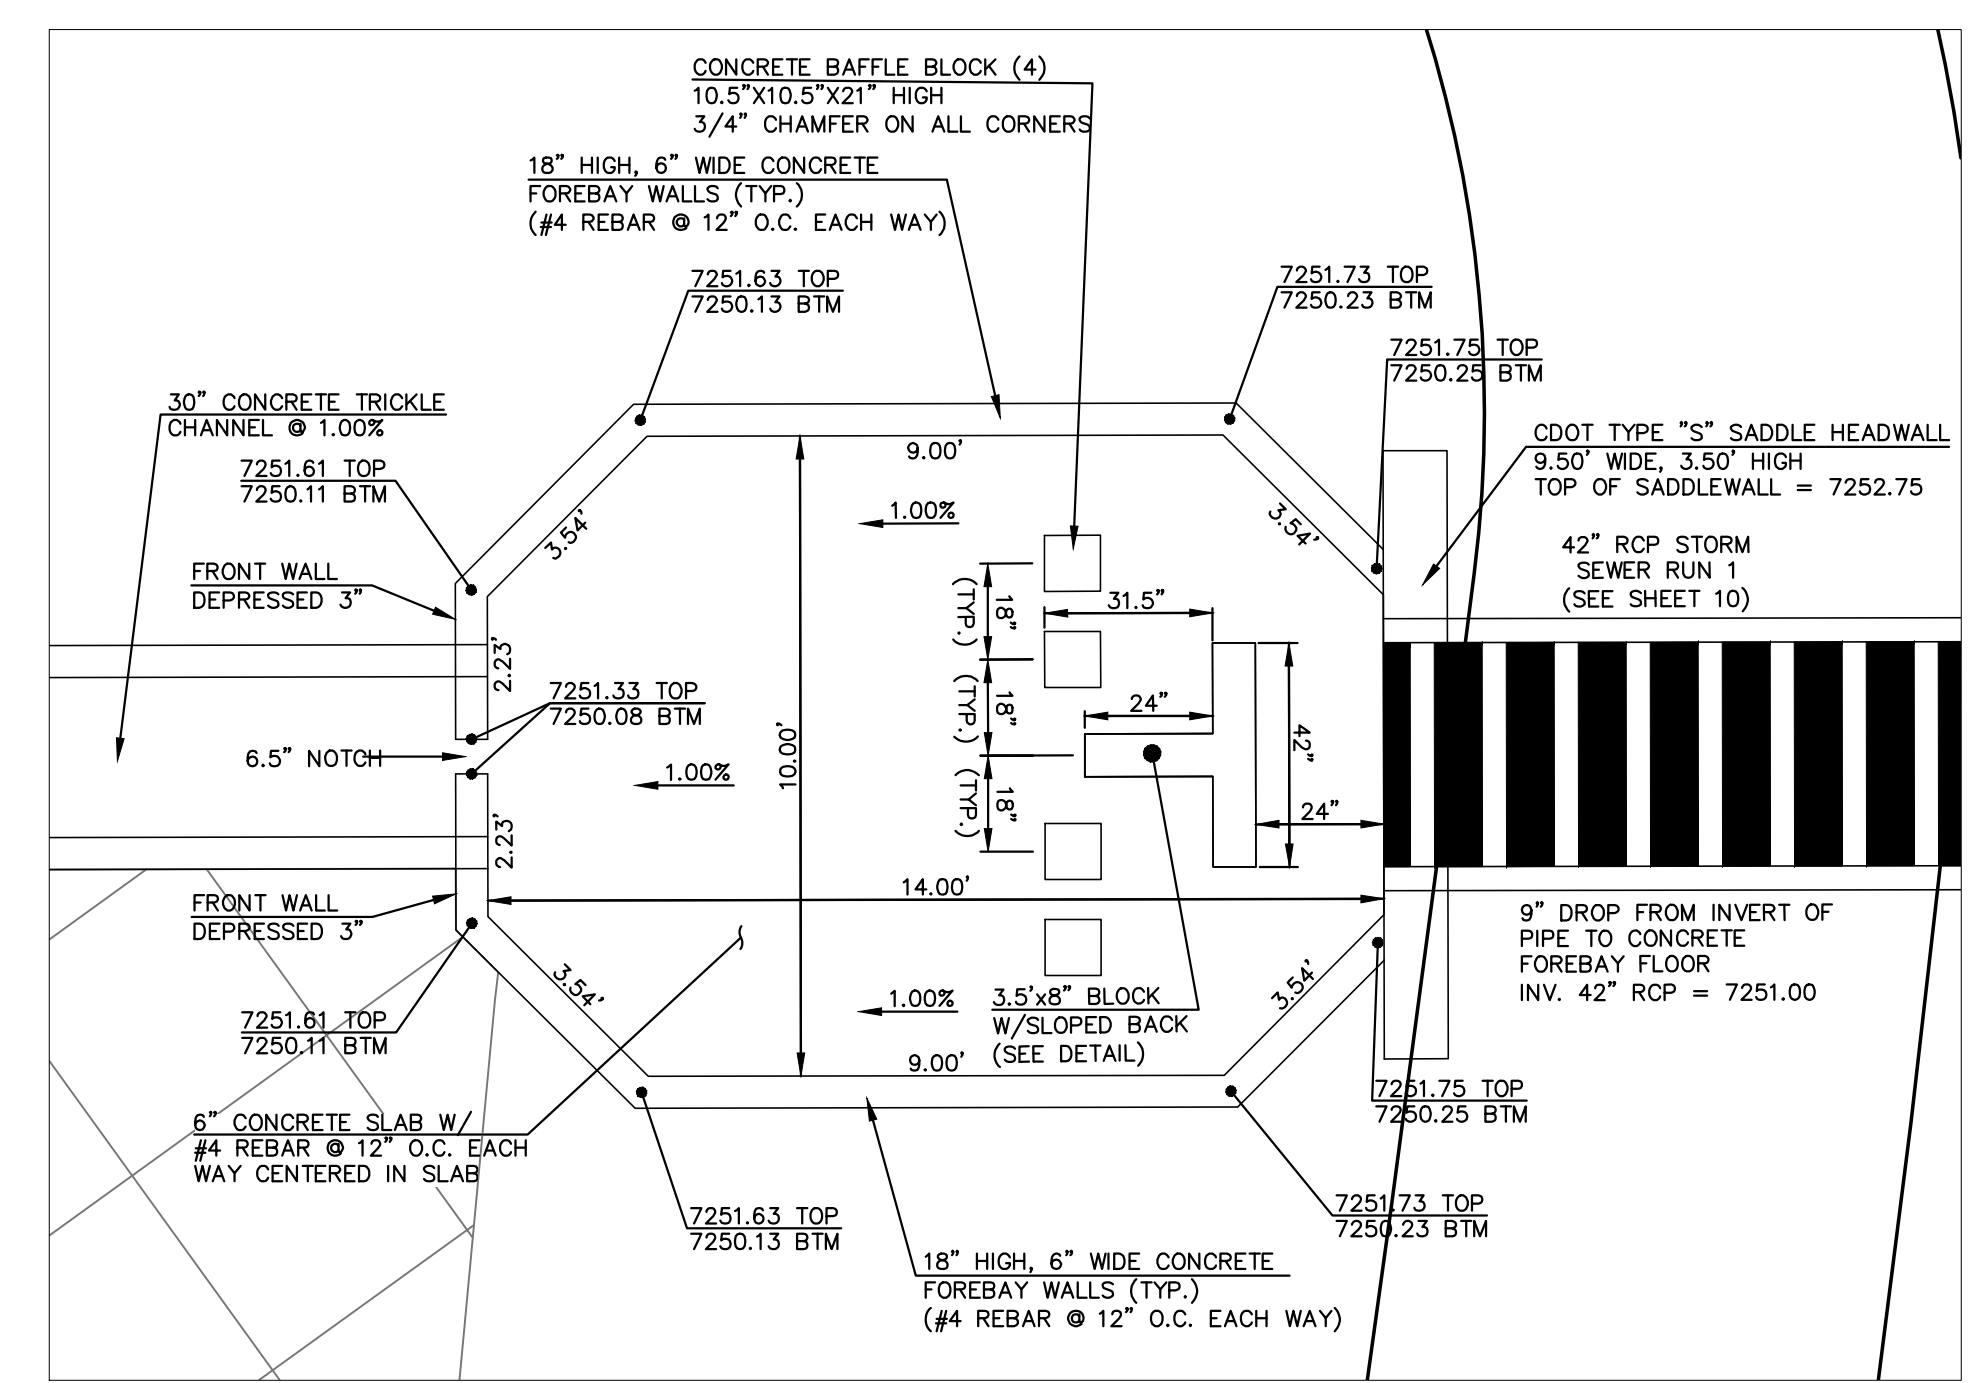 CONCRETE BAFFLE BLOCK (4)
10.5"X10.5"X21" HIGH
3/4" CHAMFER ON ALL CORNERS
18" HIGH, 6" WIDE CONCRETE
FOREBAY WALLS (TYP.)
(#4 REBAR @ 12" O.C. EACH WAY)
7251.63 TOP
7250.13 BTM
7251.73 TOP
7250.23 BTM
7251.75 TOP
7250.25 BTM
30" CONCRETE TRICKLE
CHANNEL @ 1.00%
7251.61 TOP
7250.11 BTM
CDOT TYPE "S" SADDLE HEADWALL
9.50' WIDE, 3.50' HIGH
TOP OF SADDLEWALL = 7252.75
9.00'
1.00%
3.54'
3.54'
42" RCP STORM
SEWER RUN 1
(SEE SHEET 10)
FRONT WALL
DEPRESSED 3"
18"
(TYP.)
31.5"
2.23'
7251.33 TOP
7250.08 BTM
18"
(TYP.)
24"
42"
6.5" NOTCH
1.00%
10.00'
18"
(TYP.)
24"
2.23'
14.00'
FRONT WALL
DEPRESSED 3"
9" DROP FROM INVERT OF
PIPE TO CONCRETE
FOREBAY FLOOR
INV. 42" RCP = 7251.00
3.54'
1.00%
3.5'x8" BLOCK
W/SLOPED BACK
(SEE DETAIL)
3.54'
7251.61 TOP
7250.11 BTM
9.00'
7251.75 TOP
7250.25 BTM
6" CONCRETE SLAB W/
#4 REBAR @ 12" O.C. EACH
WAY CENTERED IN SLAB
7251.63 TOP
7250.13 BTM
7251.73 TOP
7250.23 BTM
18" HIGH, 6" WIDE CONCRETE
FOREBAY WALLS (TYP.)
(#4 REBAR @ 12" O.C. EACH WAY)